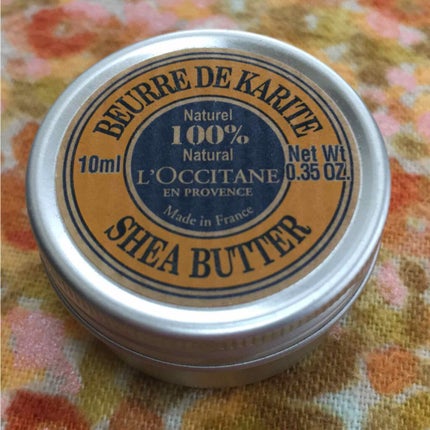 BEURRE DE KARITE
Naturel
100%
Natural
10ml
Net Wt
0.35 OZ.
L'OCCITANE
EN PROVENCE
Made in France
SHEA BUTTER